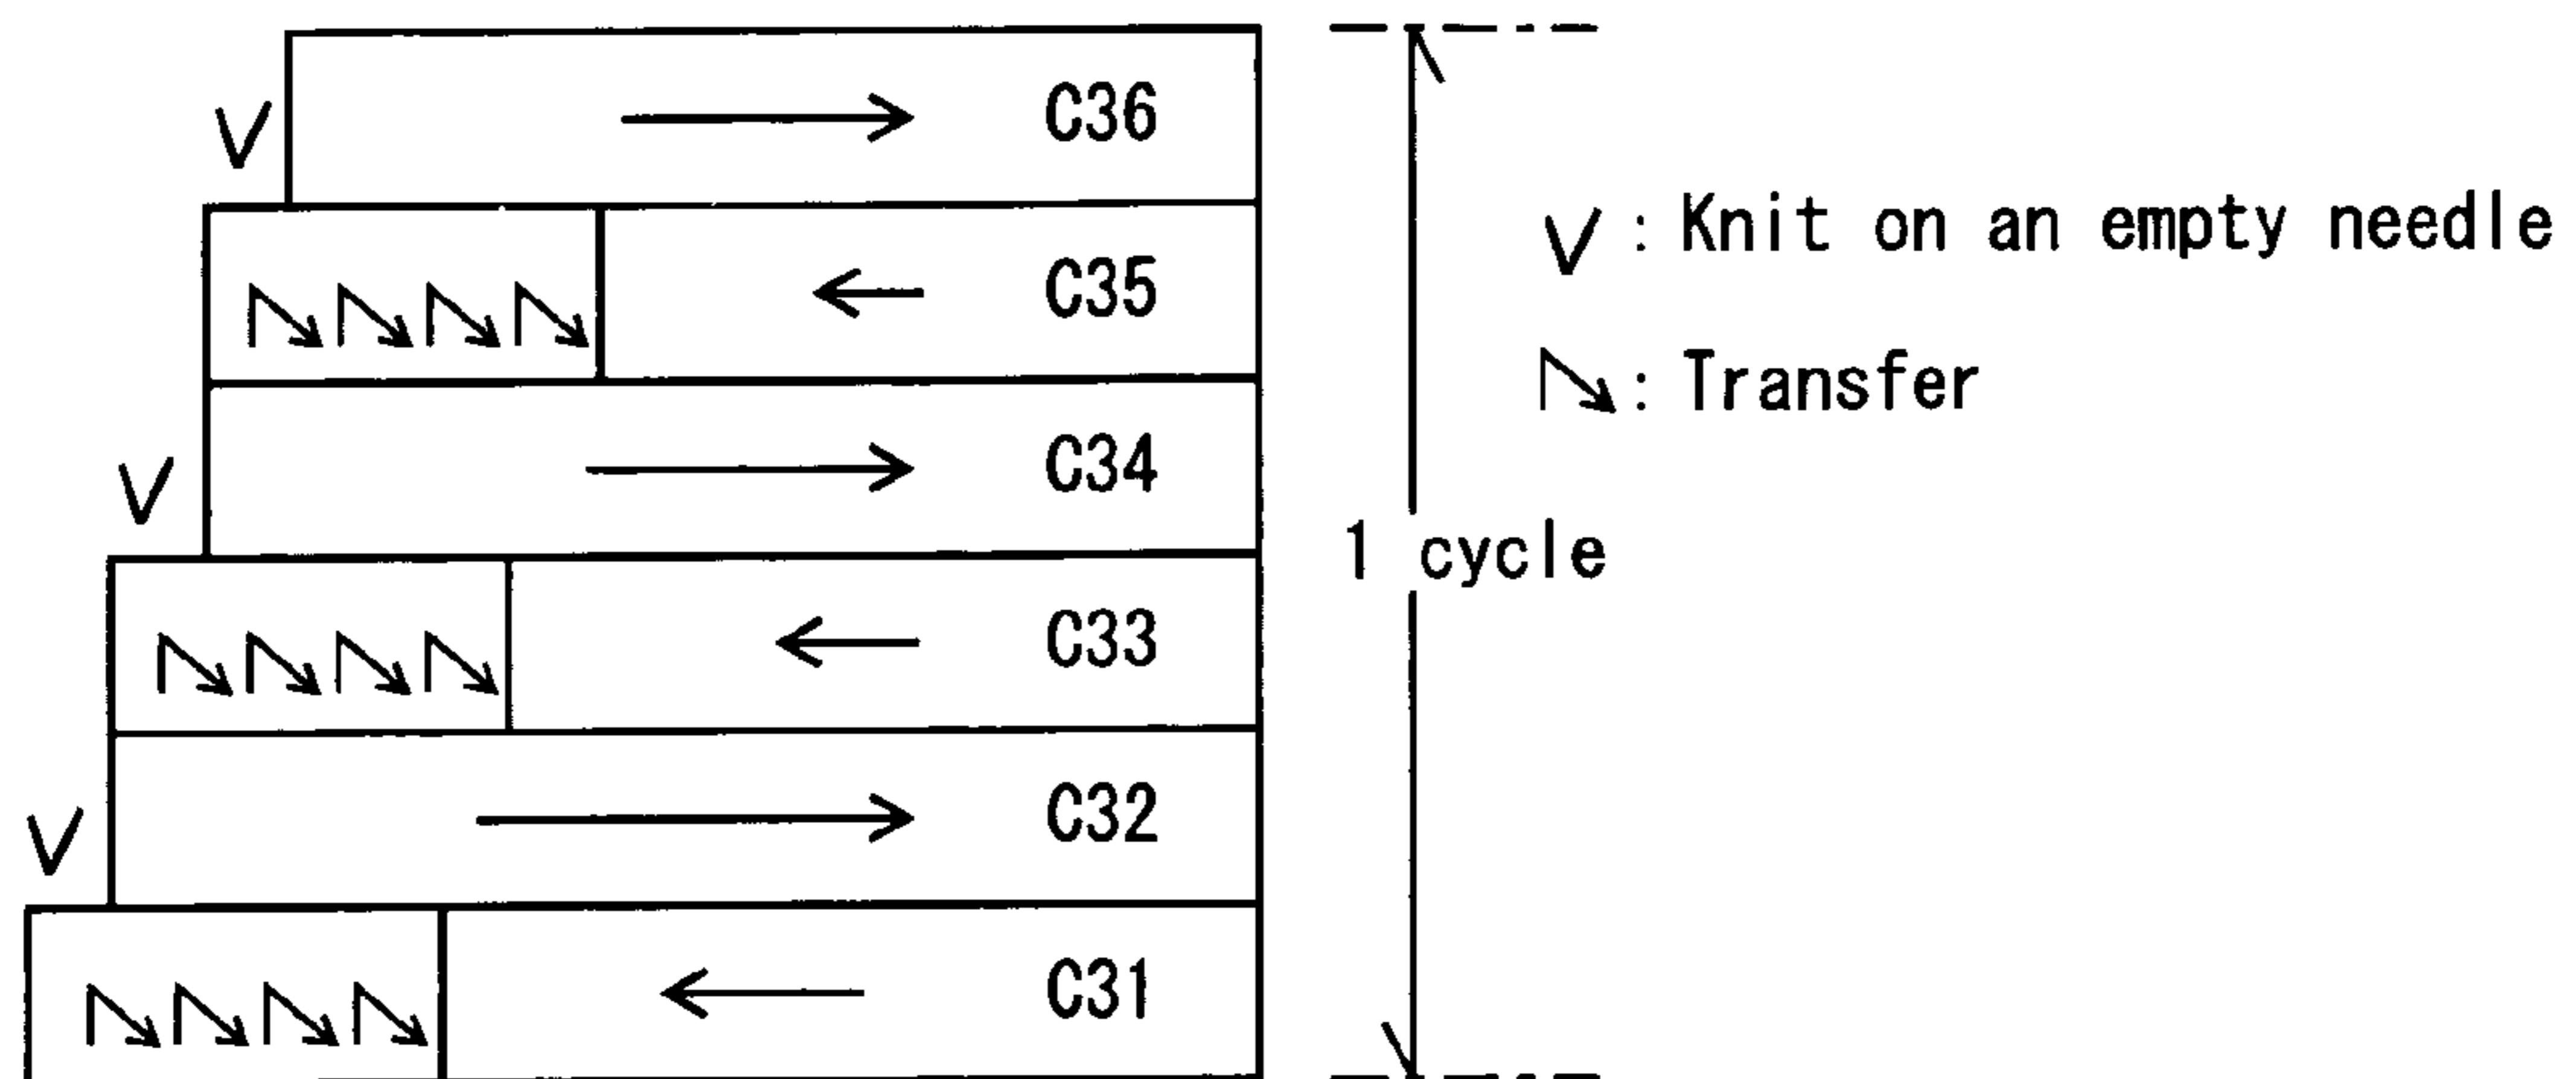 C36
V : Knit on an empty needle
C35
: Transfer
C34
1 cycle
C33
C32
C31